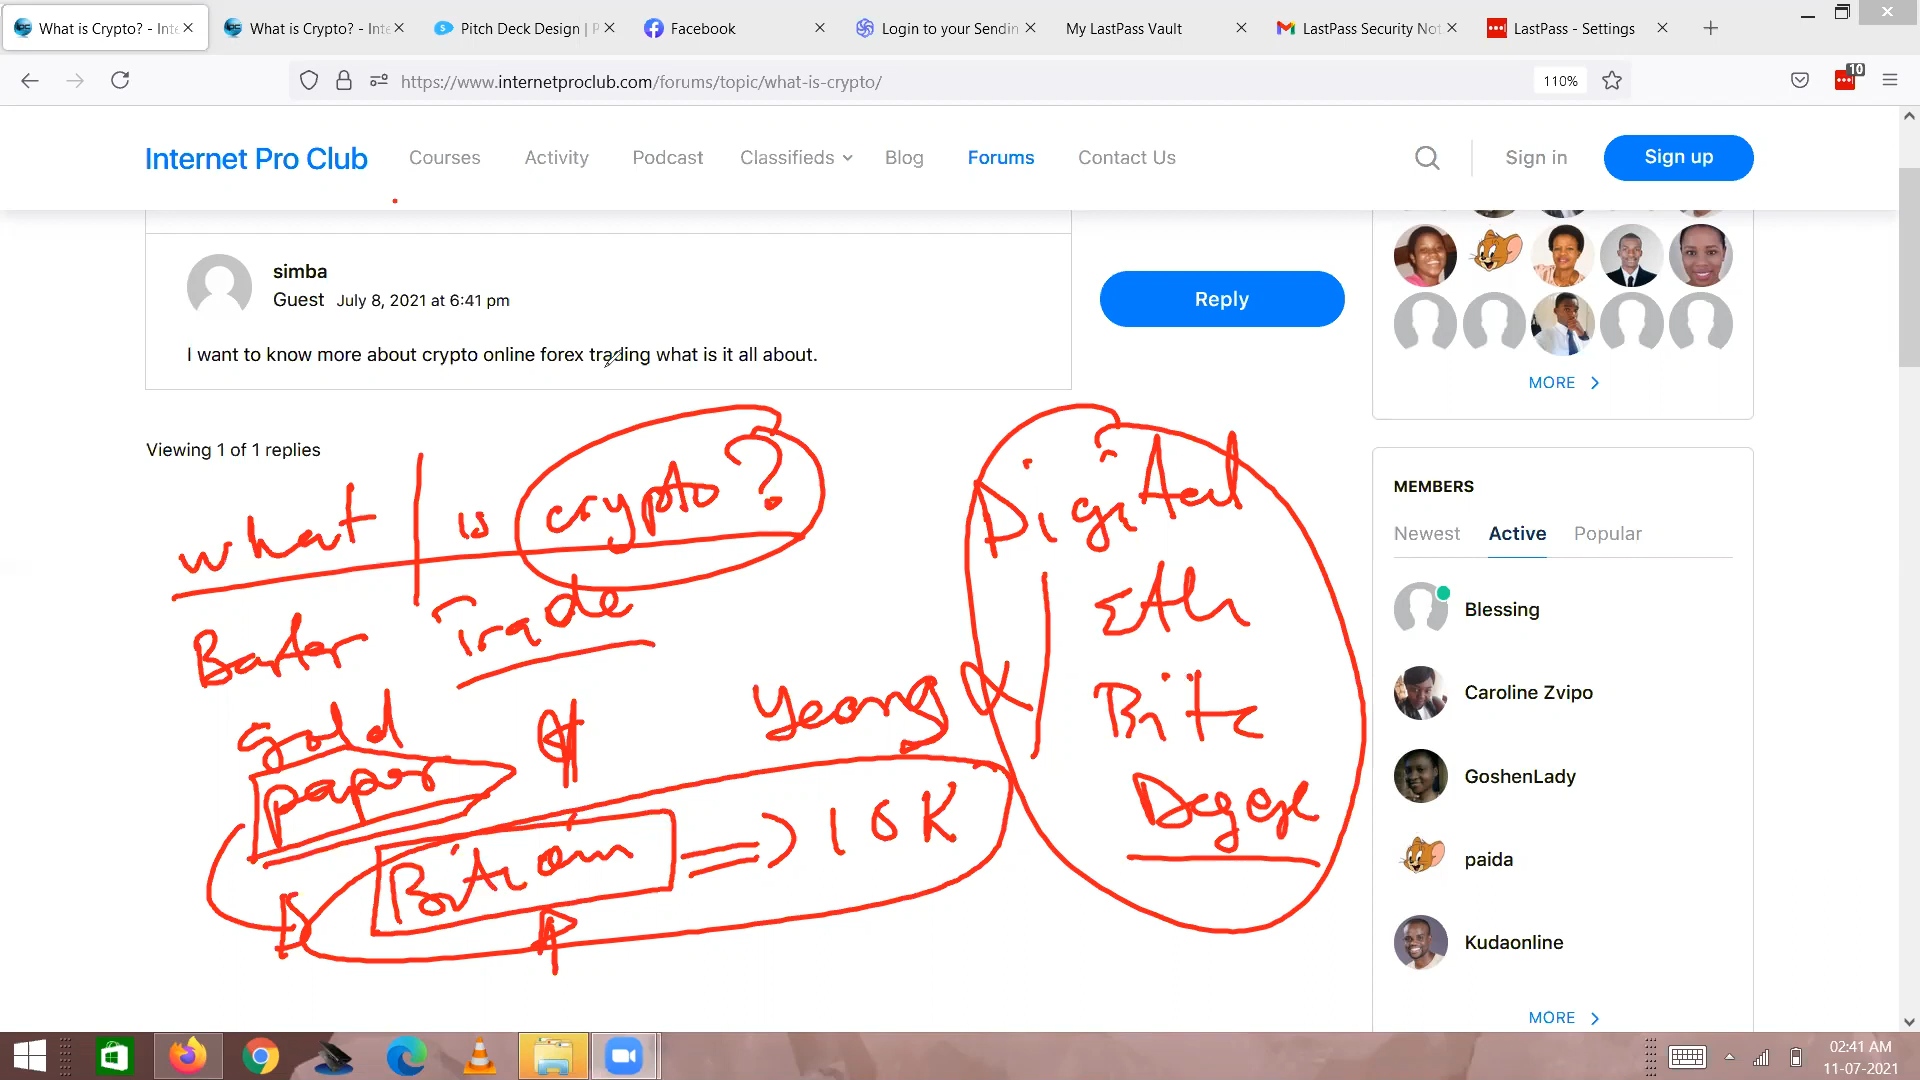 What is Crypto? - Inte
What is Crypto? - Inte
Pitch Deck Design | P
Facebook
Login to your Sendin
My LastPass Vault
LastPass Security Not
LastPass - Settings
https://www.internetproclub.com/forums/topic/what-is-crypto/
110%
10
Internet Pro Club
Courses
Activity
Podcast
Classifieds
Blog
Forums
Contact Us
Sign in
Sign up
simba
Guest July 8, 2021 at 6:41 pm
I want to know more about crypto online forex trading what is it all about.
Reply
MORE
Viewing 1 of 1 replies
what is crypto?
Barter Trade
gold
paper
Bitcoin => 10K
Digital
Eth
Bitc
MEMBERS
Newest Active Popular
Blessing
Caroline Zvipo
GoshenLady
paida
Kudaonline
MORE
02:41 AM
11-07-2021